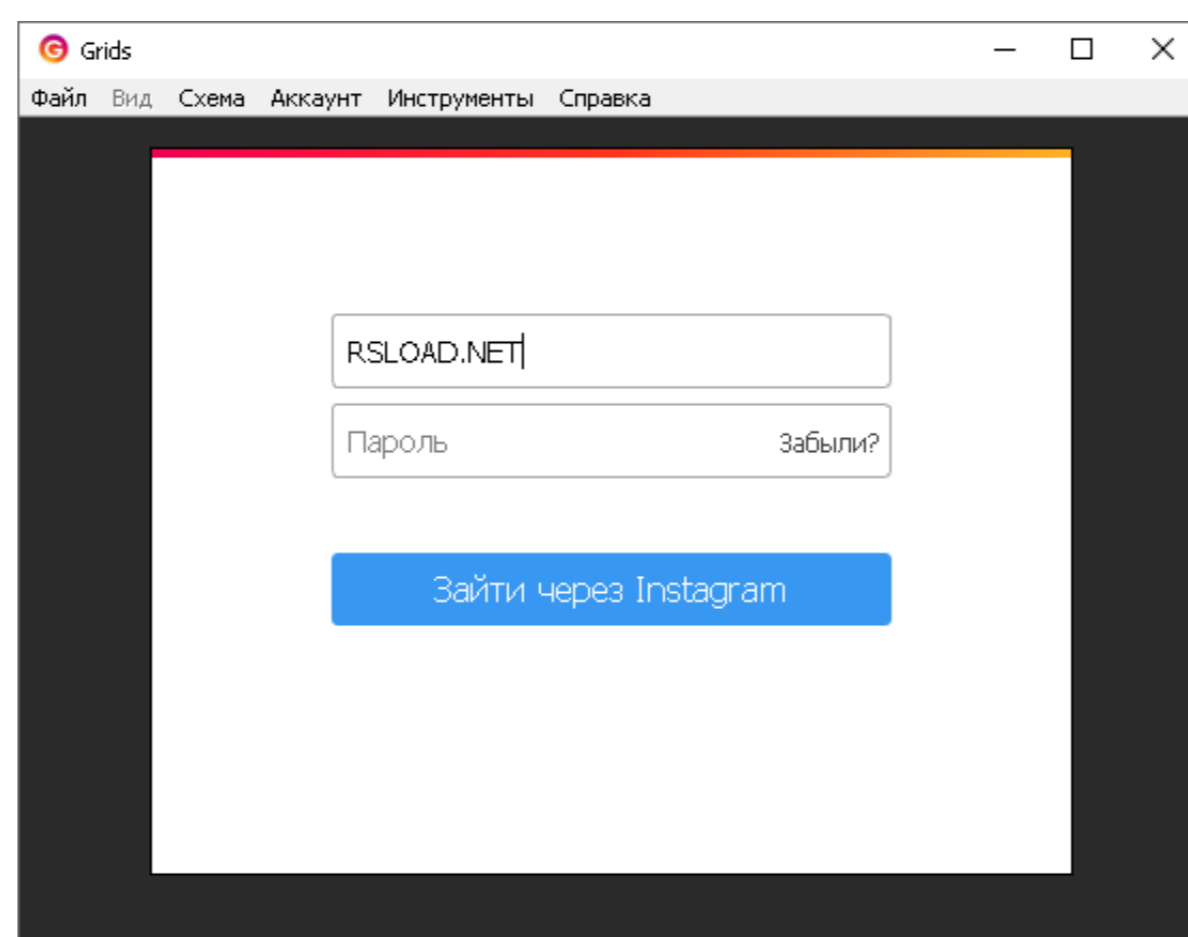 Grids
Файл Вид Схема Аккаунт Инструменты Справка
RSLOAD.NET
Пароль Забыли?
Зайти через Instagram